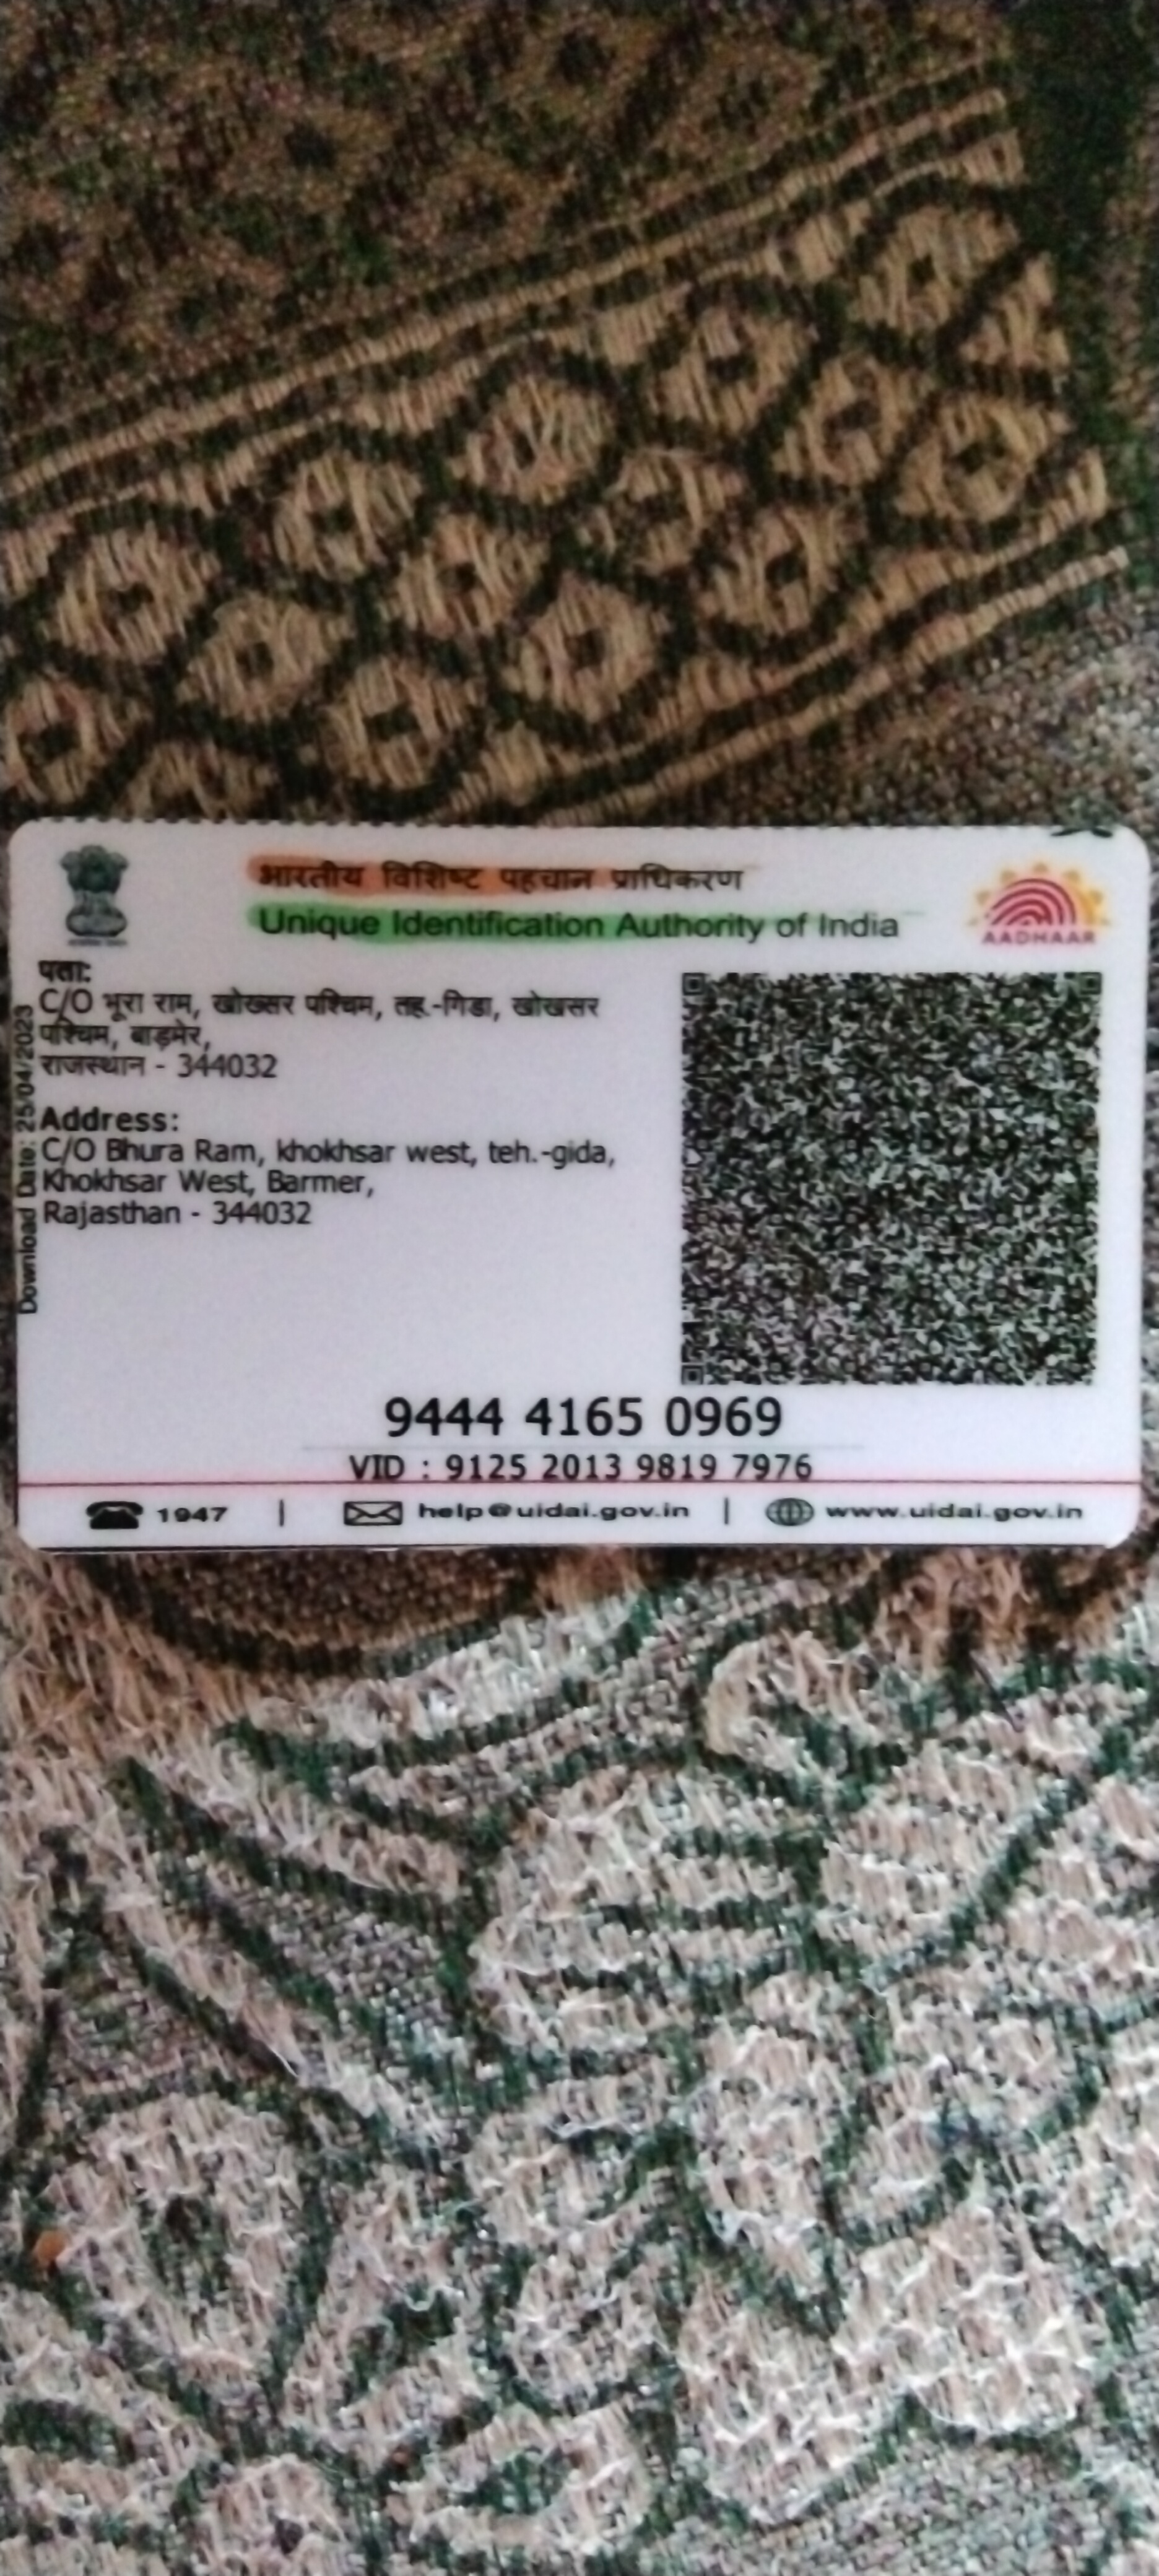 भारतीय विशिष्ट पहचान प्राधिकरण
Unique Identification Authority of India
AADHAAR
पता:
C/O भूरा राम, खोख्सर पश्चिम, तह.-गिडा, खोखसर
पश्चिम, बाड़मेर,
राजस्थान - 344032
Address:
C/O Bhura Ram, khokhsar west, teh.-gida,
Khokhsar West, Barmer,
Rajasthan - 344032
Download Date: 25/04/2023
9444 4165 0969
VID : 9125 2013 9819 7976
1947 | help@uidai.gov.in | www.uidai.gov.in